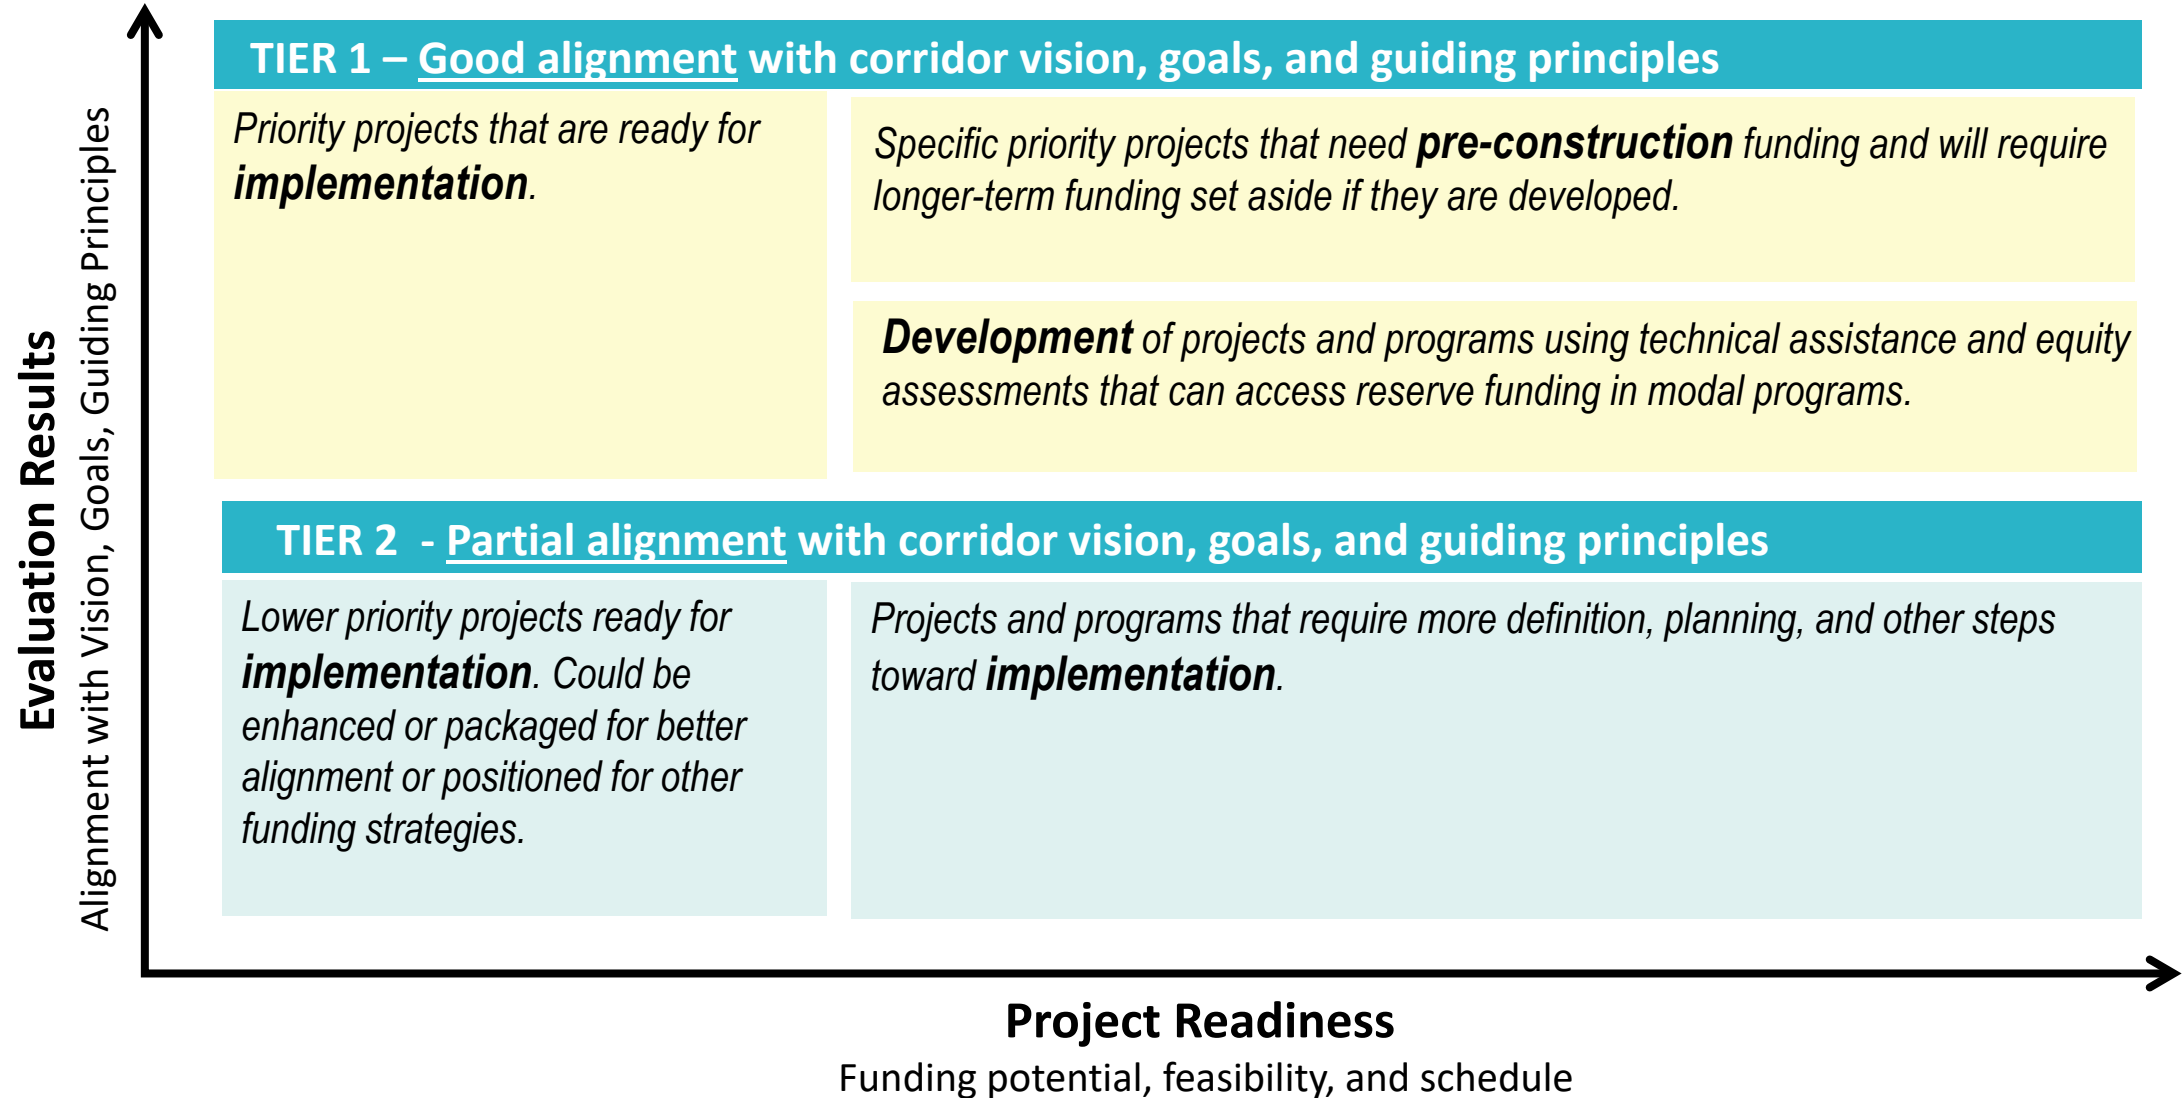 TIER 1 – Good alignment with corridor vision, goals, and guiding principles
Priority projects that are ready for
implementation.
Specific priority projects that need pre-construction funding and will require
longer-term funding set aside if they are developed.
Development of projects and programs using technical assistance and equity
assessments that can access reserve funding in modal programs.
TIER 2 - Partial alignment with corridor vision, goals, and guiding principles
Lower priority projects ready for
implementation. Could be
enhanced or packaged for better
alignment or positioned for other
funding strategies.
Projects and programs that require more definition, planning, and other steps
toward implementation.
Evaluation Results
Alignment with Vision, Goals, Guiding Principles
Project Readiness
Funding potential, feasibility, and schedule